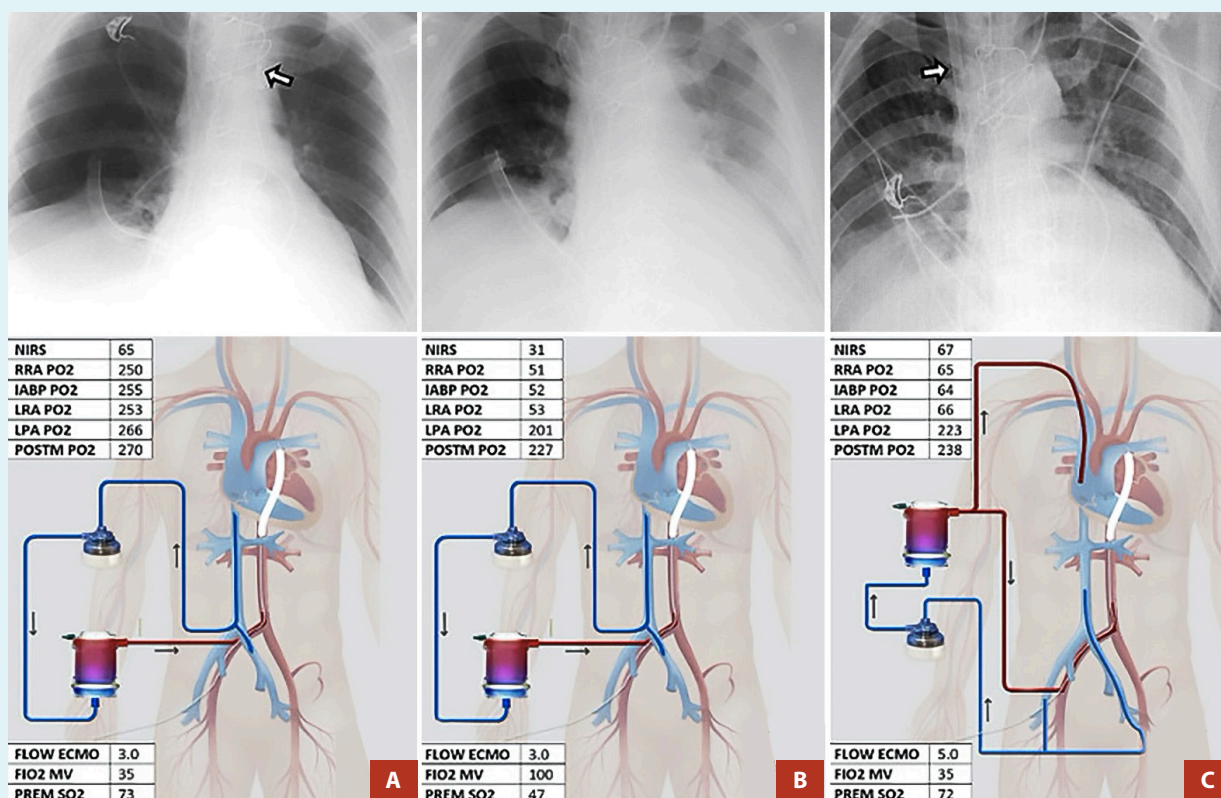 NIRS 65
RRA PO2 250
IABP PO2 255
LRA PO2 253
LPA PO2 266
POSTM PO2 270
FLOW ECMO 3.0
FIO2 MV 35
PREM SO2 73
A
NIRS 31
RRA PO2 51
IABP PO2 52
LRA PO2 53
LPA PO2 201
POSTM PO2 227
FLOW ECMO 3.0
FIO2 MV 100
PREM SO2 47
B
NIRS 67
RRA PO2 65
IABP PO2 64
LRA PO2 66
LPA PO2 223
POSTM PO2 238
FLOW ECMO 5.0
FIO2 MV 35
PREM SO2 72
C